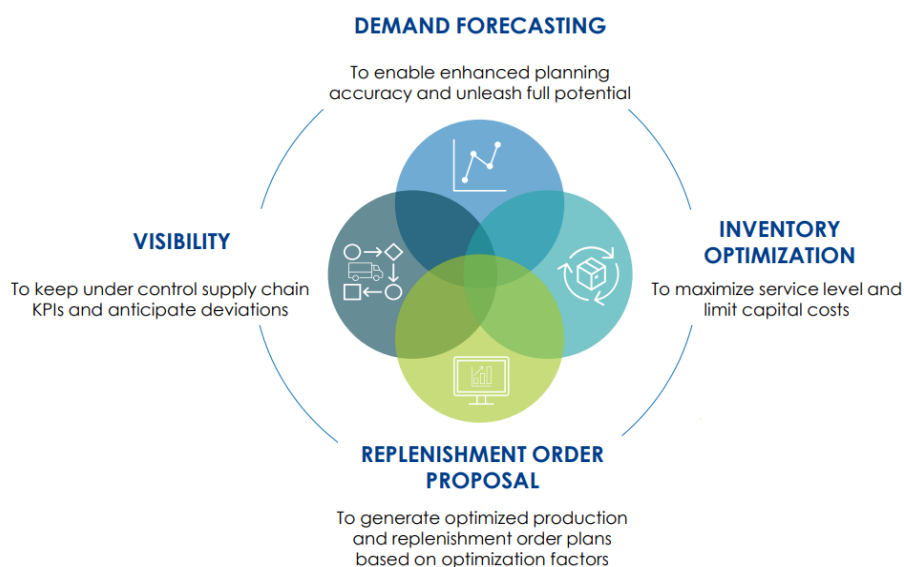 DEMAND FORECASTING
To enable enhanced planning
accuracy and unleash full potential
VISIBILITY
To keep under control supply chain
KPIs and anticipate deviations
INVENTORY
OPTIMIZATION
To maximize service level and
limit capital costs
REPLENISHMENT ORDER
PROPOSAL
To generate optimized production
and replenishment order plans
based on optimization factors